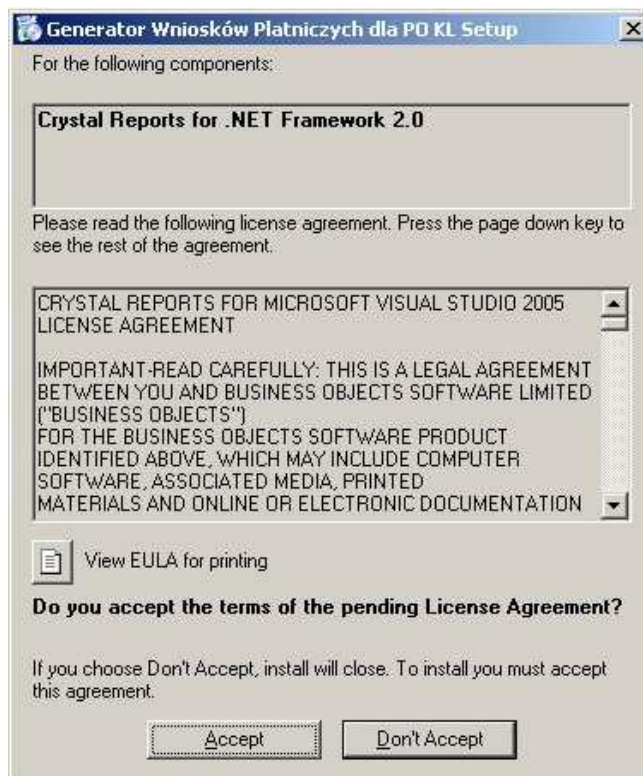 Generator Wniosków Płatniczych dla PO KL Setup
For the following components:
Crystal Reports for .NET Framework 2.0
Please read the following license agreement. Press the page down key to
see the rest of the agreement.
CRYSTAL REPORTS FOR MICROSOFT VISUAL STUDIO 2005
LICENSE AGREEMENT
IMPORTANT-READ CAREFULLY: THIS IS A LEGAL AGREEMENT
BETWEEN YOU AND BUSINESS OBJECTS SOFTWARE LIMITED
("BUSINESS OBJECTS")
FOR THE BUSINESS OBJECTS SOFTWARE PRODUCT
IDENTIFIED ABOVE, WHICH MAY INCLUDE COMPUTER
SOFTWARE, ASSOCIATED MEDIA, PRINTED
MATERIALS AND ONLINE OR ELECTRONIC DOCUMENTATION
View EULA for printing
Do you accept the terms of the pending License Agreement?
If you choose Don't Accept, install will close. To install you must accept
this agreement.
Accept
Don't Accept